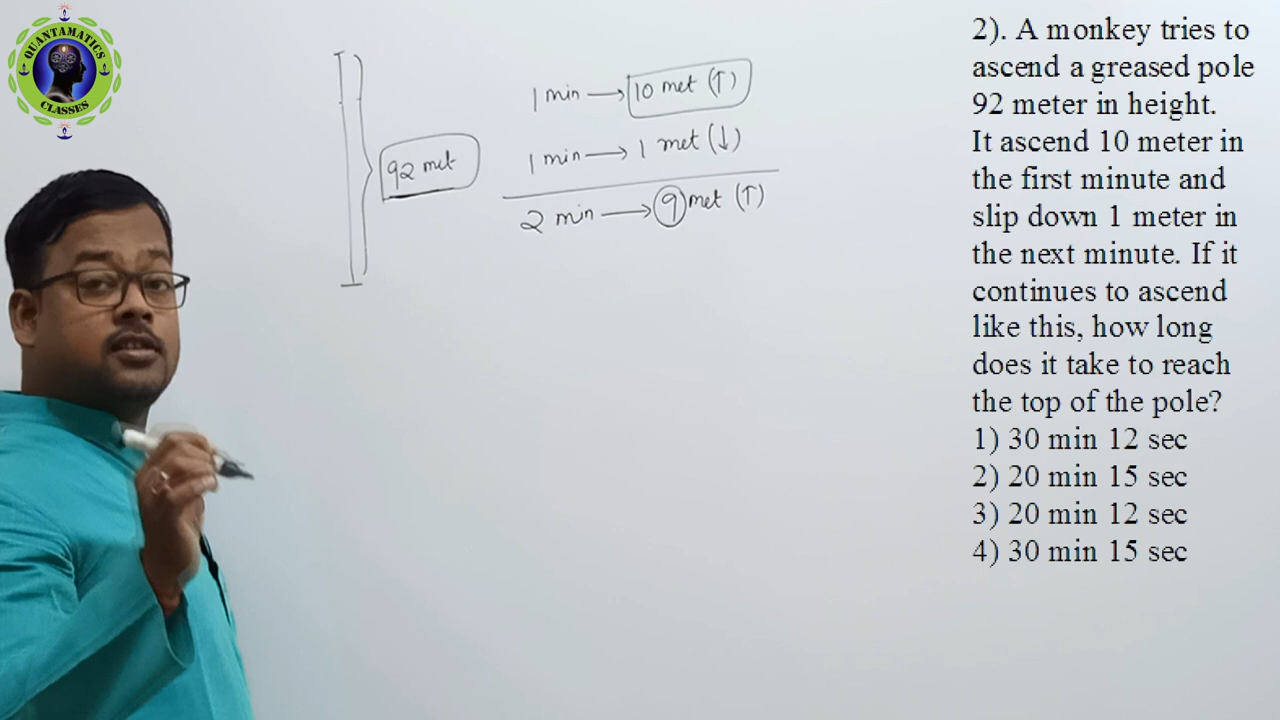 QUANTAMATICS
CLASSES
1 min → 10 met (↑)
1 min → 1 met (↓)
2 min → 9 met (↑)
92 met
2). A monkey tries to
ascend a greased pole
92 meter in height.
It ascend 10 meter in
the first minute and
slip down 1 meter in
the next minute. If it
continues to ascend
like this, how long
does it take to reach
the top of the pole?
1) 30 min 12 sec
2) 20 min 15 sec
3) 20 min 12 sec
4) 30 min 15 sec